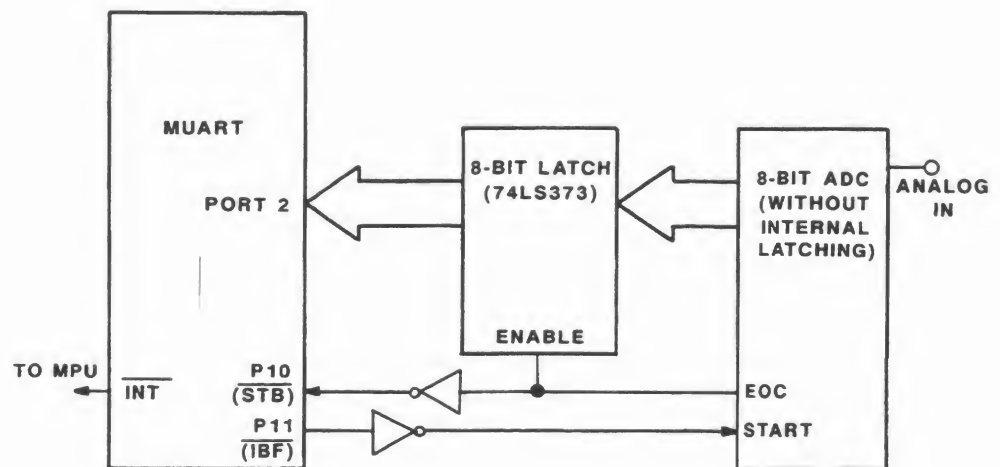 MUART
PORT 2
8-BIT LATCH
(74LS373)
ENABLE
8-BIT ADC
(WITHOUT
INTERNAL
LATCHING)
ANALOG
IN
TO MPU
INT
P10
(STB)
P11
(IBF)
EOC
START